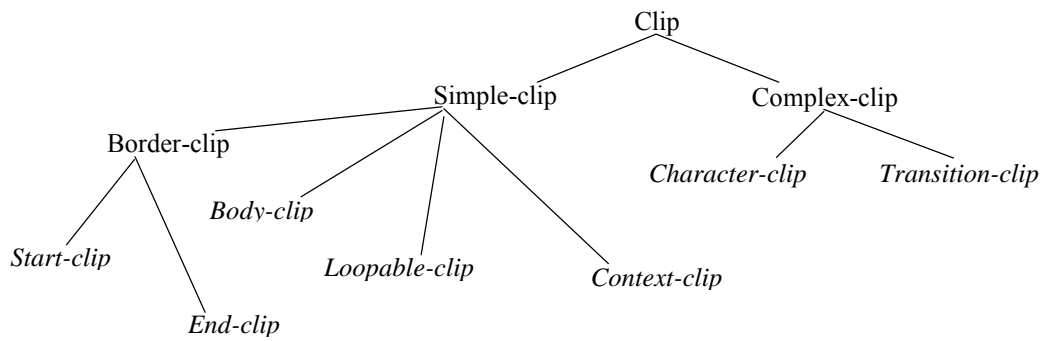 Clip
Simple-clip
Complex-clip
Border-clip
Character-clip
Transition-clip
Body-clip
Start-clip
Loopable-clip
Context-clip
End-clip